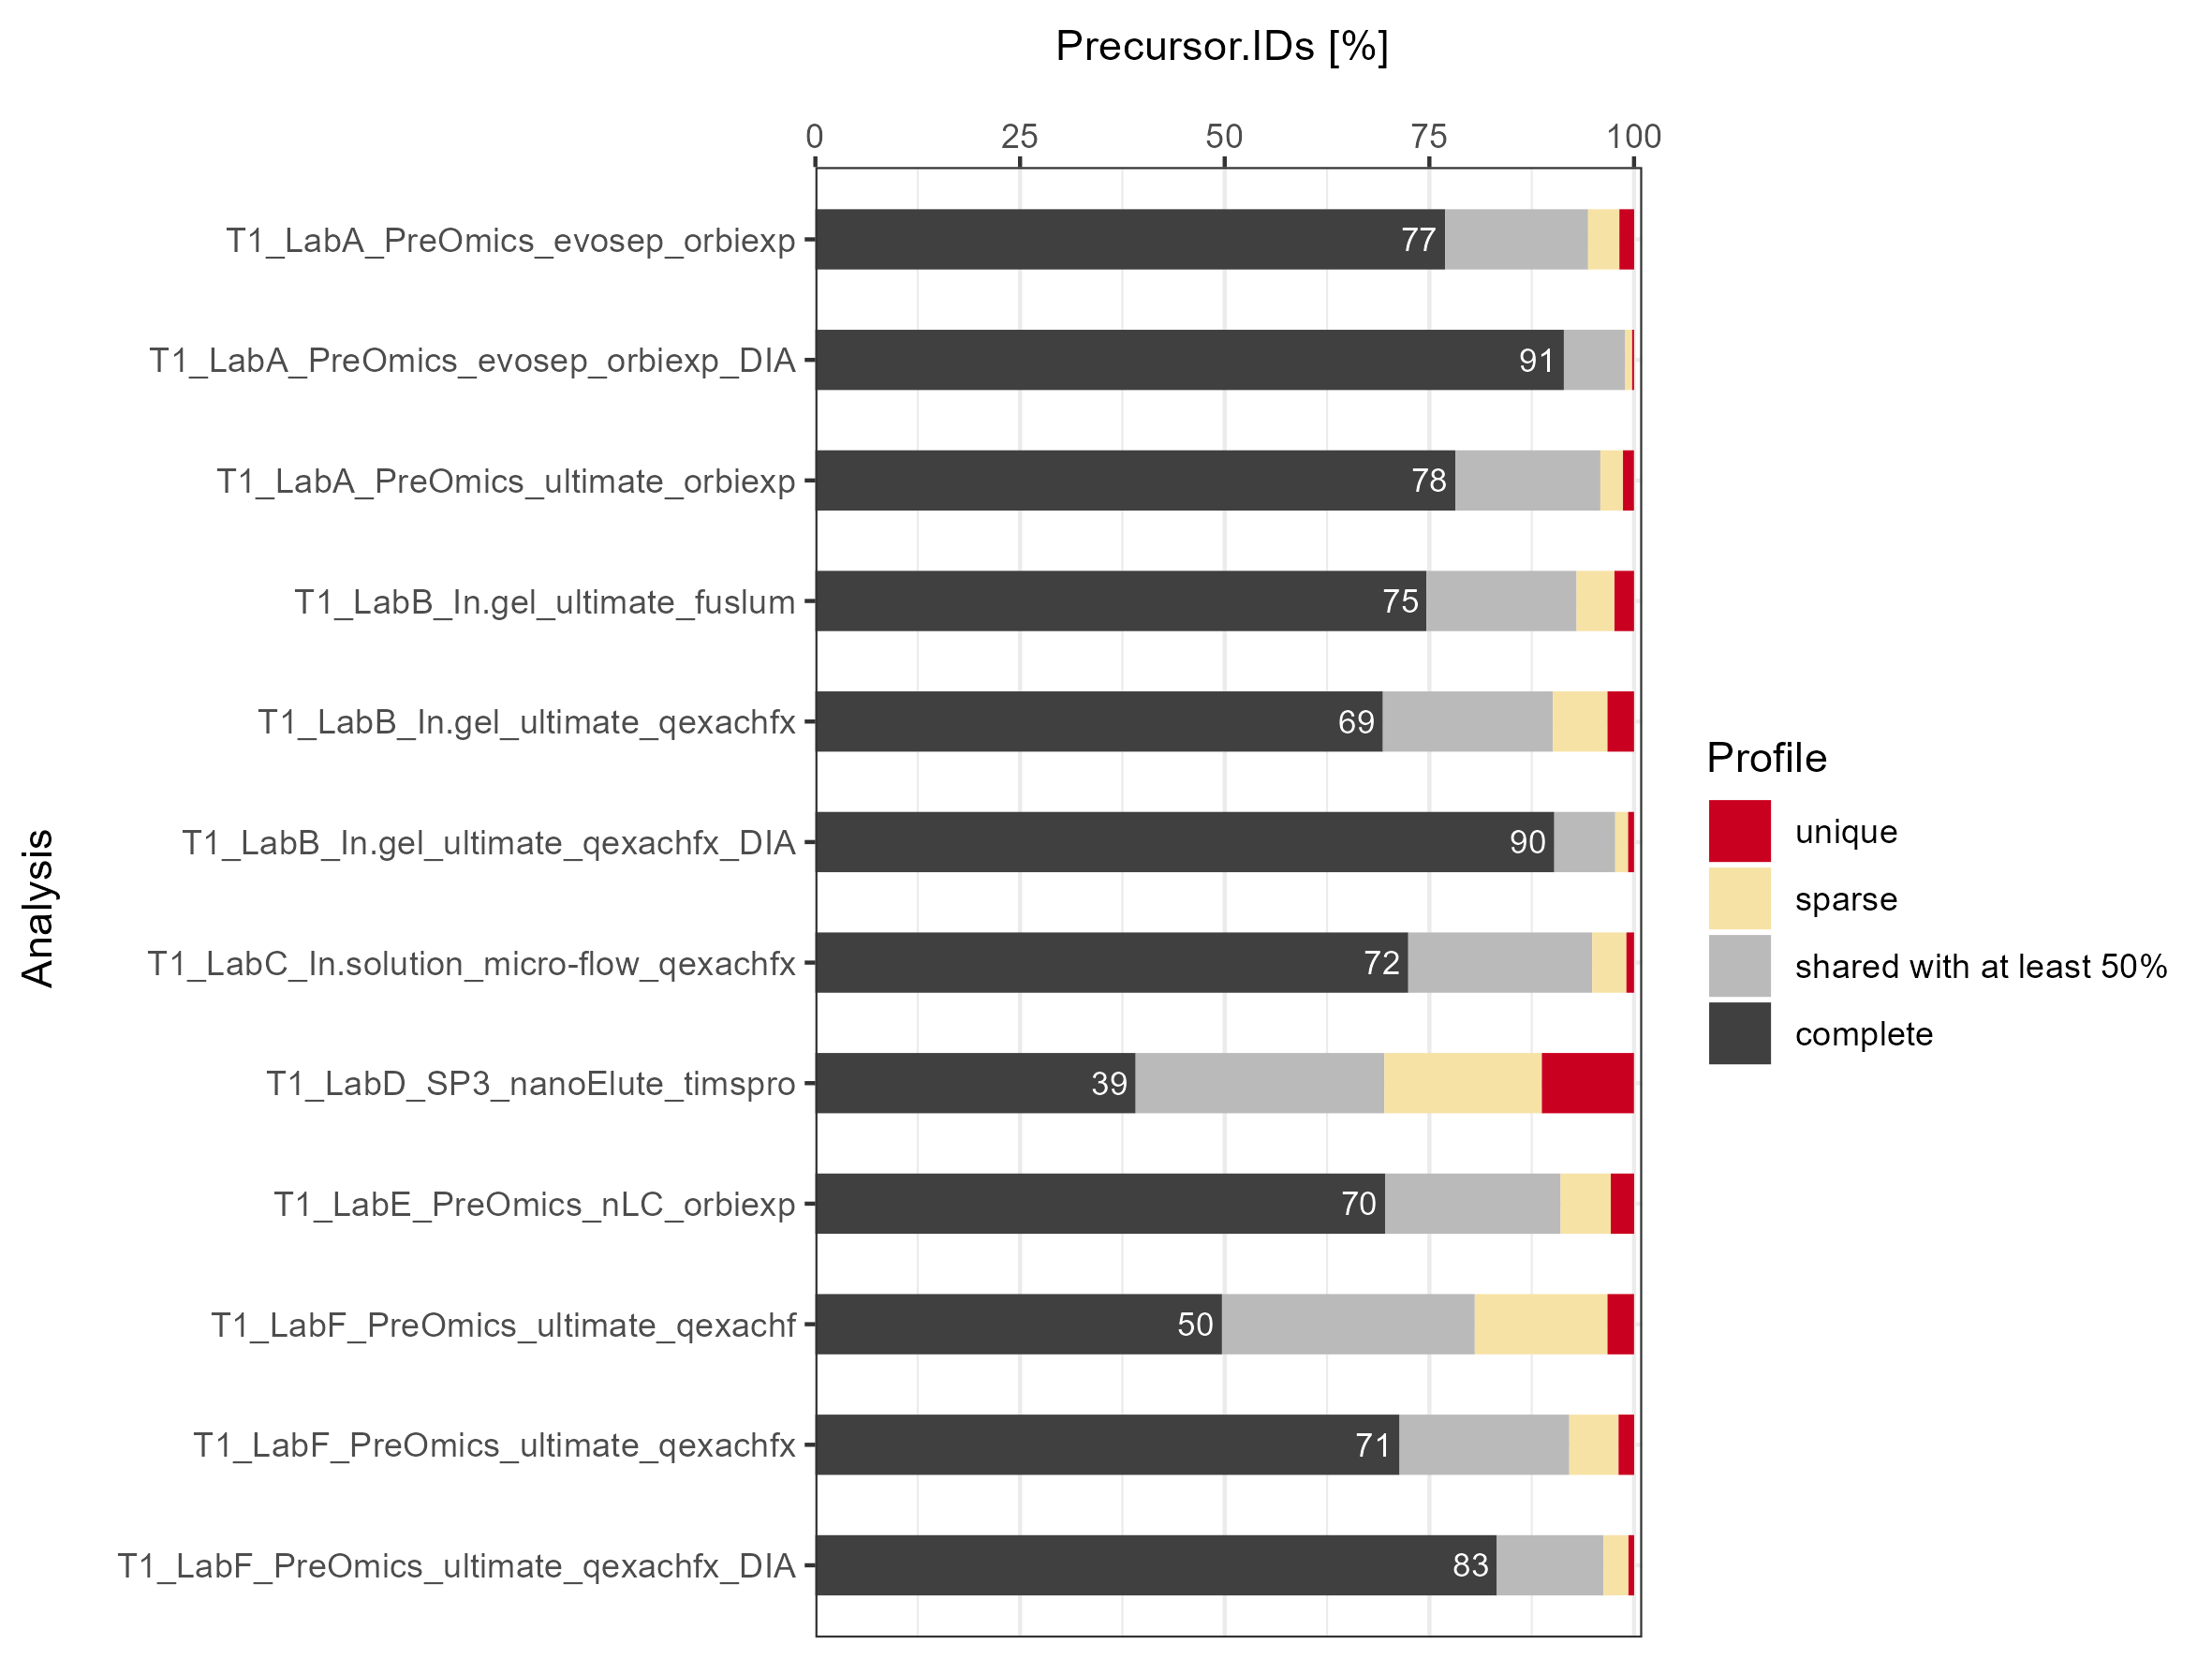 Precursor.IDs [%]
0 25 50 75 100
T1_LabA_PreOmics_evosep_orbiexp 77
T1_LabA_PreOmics_evosep_orbiexp_DIA 91
T1_LabA_PreOmics_ultimate_orbiexp 78
T1_LabB_In.gel_ultimate_fuslum 75
T1_LabB_In.gel_ultimate_qexachfx 69
T1_LabB_In.gel_ultimate_qexachfx_DIA 90
T1_LabC_In.solution_micro-flow_qexachfx 72
T1_LabD_SP3_nanoElute_timspro 39
T1_LabE_PreOmics_nLC_orbiexp 70
T1_LabF_PreOmics_ultimate_qexachf 50
T1_LabF_PreOmics_ultimate_qexachfx 71
T1_LabF_PreOmics_ultimate_qexachfx_DIA 83
Analysis
Profile
unique
sparse
shared with at least 50%
complete